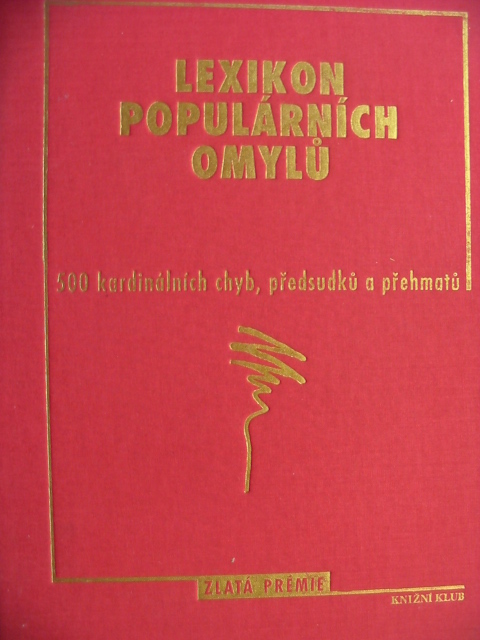 LEXIKON
POPULÁRNÍCH
OMYLŮ
500 kardinálních chyb, předsudků a přehmatů
ZLATÁ PRÉMIE
KNIŽNÍ KLUB